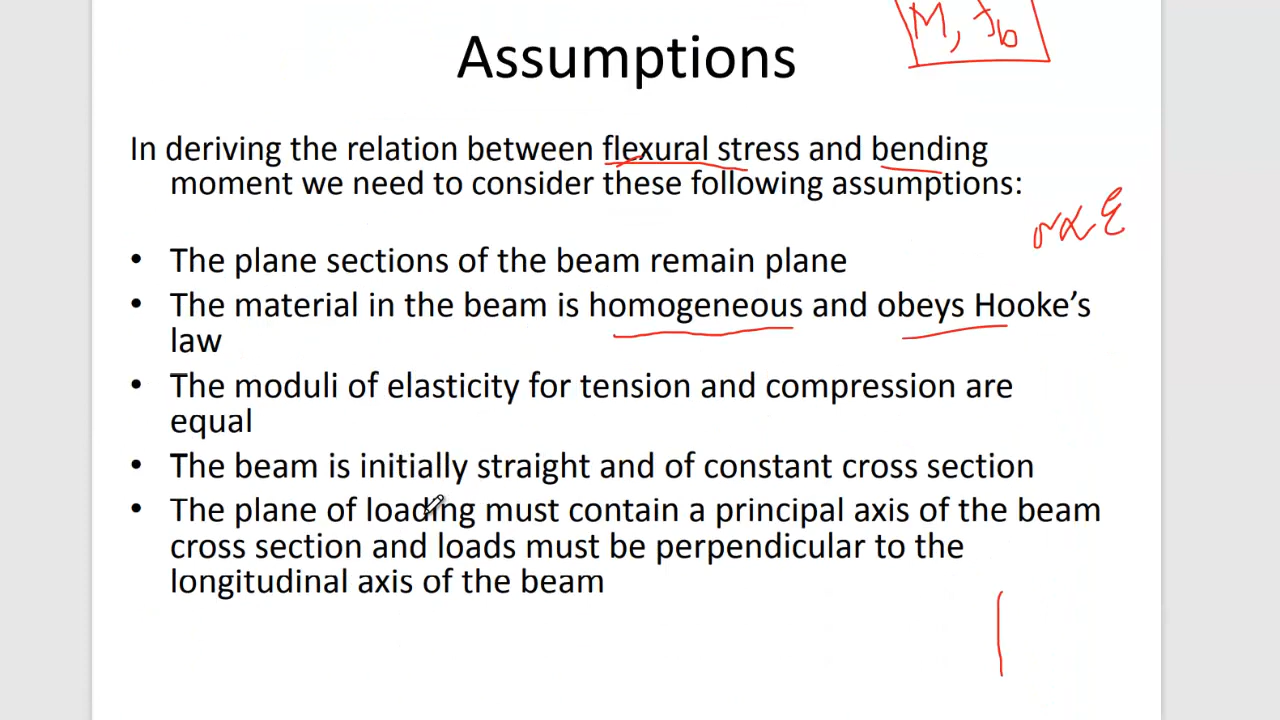 M, f_b
Assumptions
In deriving the relation between flexural stress and bending
moment we need to consider these following assumptions:
σ ∝ ε
• The plane sections of the beam remain plane
• The material in the beam is homogeneous and obeys Hooke’s
law
• The moduli of elasticity for tension and compression are
equal
• The beam is initially straight and of constant cross section
• The plane of loading must contain a principal axis of the beam
cross section and loads must be perpendicular to the
longitudinal axis of the beam